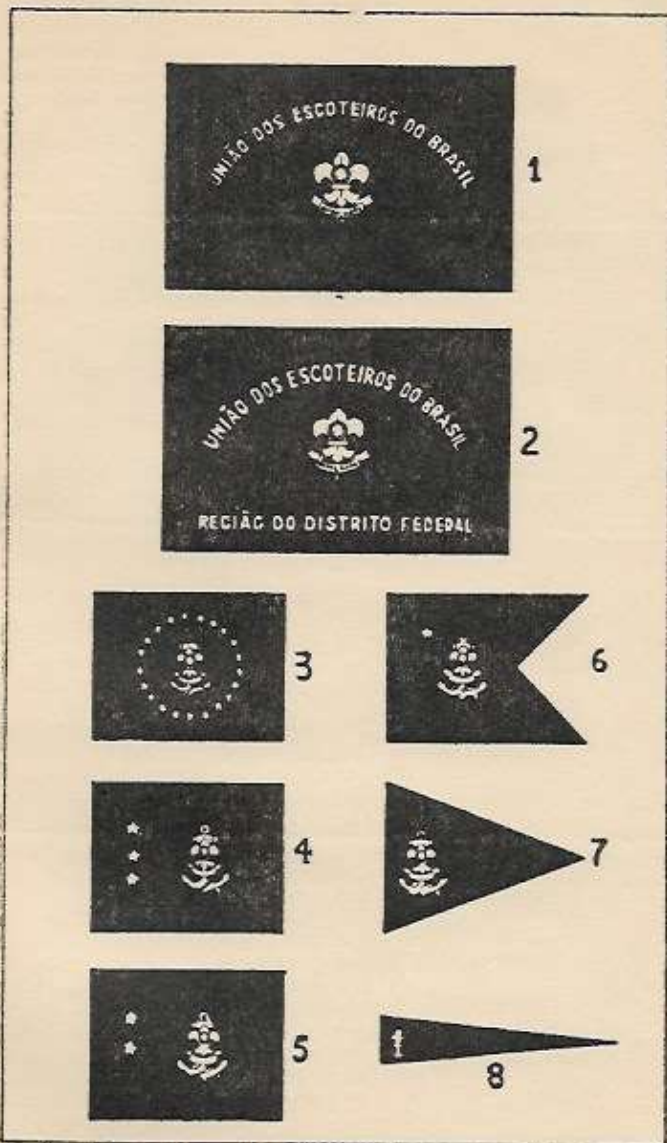 UNIÃO DOS ESCOTEIROS DO BRASIL
1
UNIÃO DOS ESCOTEIROS DO BRASIL
REGIÃO DO DISTRITO FEDERAL
2
3
6
4
7
5
8